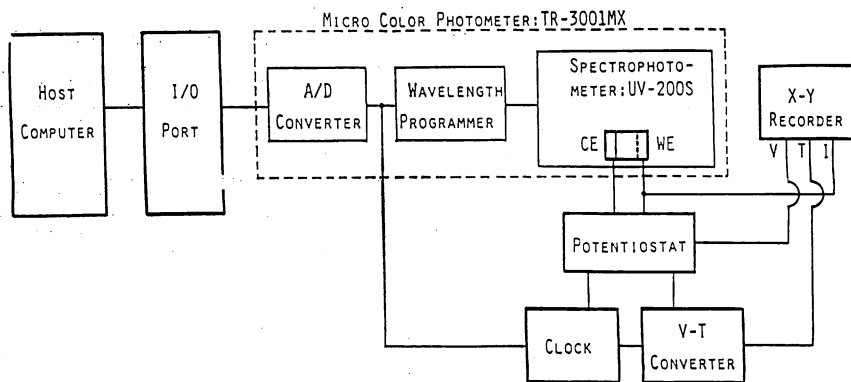 MICRO COLOR PHOTOMETER:TR-3001MX
HOST
COMPUTER
I/O
PORT
A/D
CONVERTER
WAVELENGTH
PROGRAMMER
SPECTROPHOTO-
METER:UV-200S
CE
WE
X-Y
RECORDER
V T I
POTENTIOSTAT
CLOCK
V-T
CONVERTER